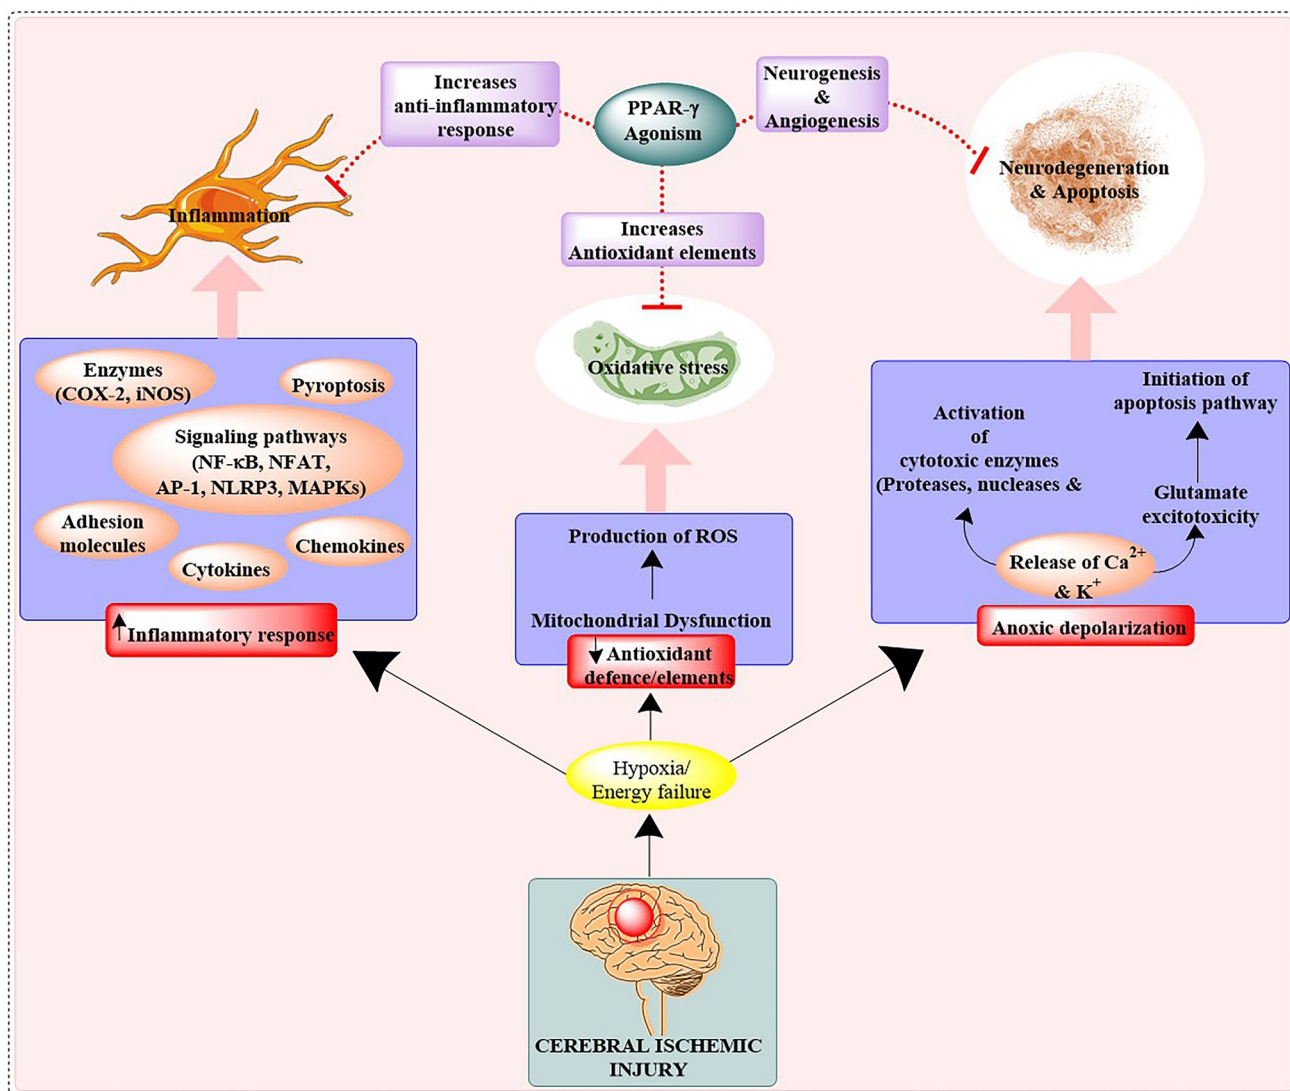 Increases
anti-inflammatory
response
PPAR-γ
Agonism
Neurogenesis
&
Angiogenesis
Inflammation
Neurodegeneration
& Apoptosis
Increases
Antioxidant elements
Oxidative stress
Enzymes
(COX-2, iNOS)
Pyroptosis
Signaling pathways
(NF-κB, NFAT,
AP-1, NLRP3, MAPKs)
Adhesion
molecules
Chemokines
Cytokines
Inflammatory response
Production of ROS
Mitochondrial Dysfunction
Antioxidant
defence/elements
Initiation of
apoptosis pathway
Activation
of
cytotoxic enzymes
(Proteases, nucleases &
Glutamate
excitotoxicity
Release of Ca2+
& K+
Anoxic depolarization
Hypoxia/
Energy failure
CEREBRAL ISCHEMIC
INJURY